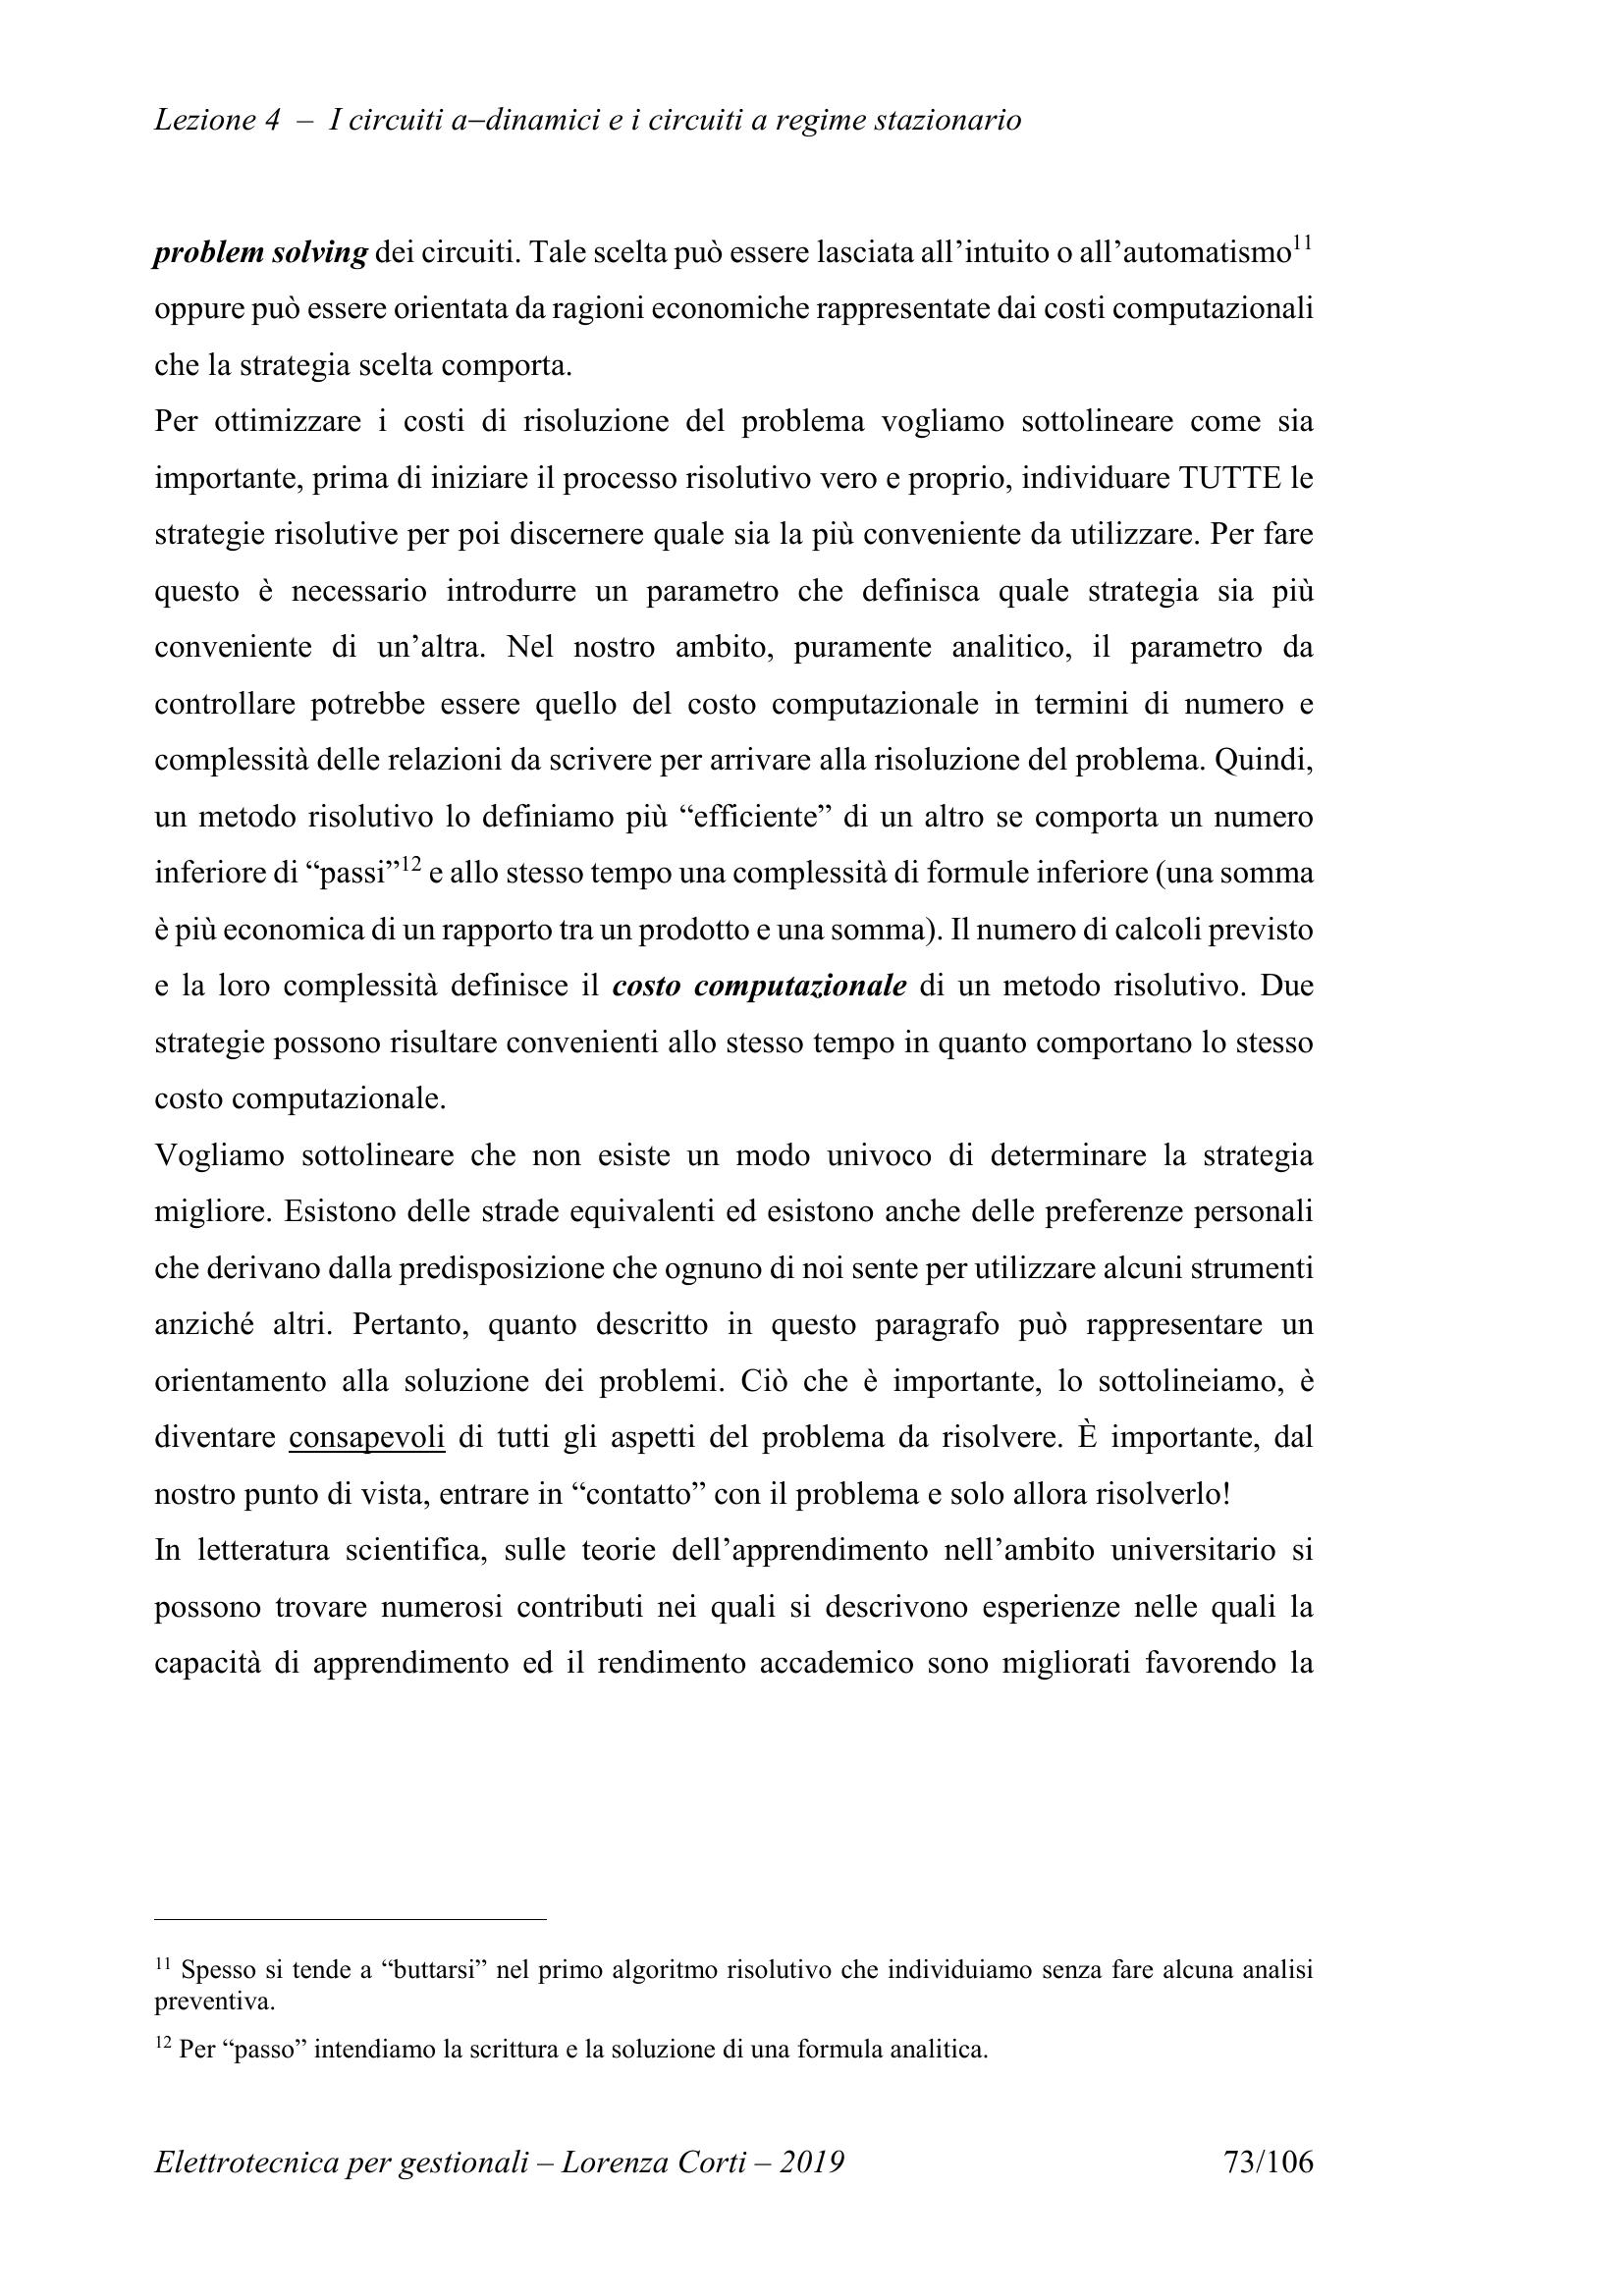 Lezione 4 – I circuiti a–dinamici e i circuiti a regime stazionario
problem solving dei circuiti. Tale scelta può essere lasciata all’intuito o all’automatismo11
oppure può essere orientata da ragioni economiche rappresentate dai costi computazionali
che la strategia scelta comporta.
Per ottimizzare i costi di risoluzione del problema vogliamo sottolineare come sia
importante, prima di iniziare il processo risolutivo vero e proprio, individuare TUTTE le
strategie risolutive per poi discernere quale sia la più conveniente da utilizzare. Per fare
questo è necessario introdurre un parametro che definisca quale strategia sia più
conveniente di un’altra. Nel nostro ambito, puramente analitico, il parametro da
controllare potrebbe essere quello del costo computazionale in termini di numero e
complessità delle relazioni da scrivere per arrivare alla risoluzione del problema. Quindi,
un metodo risolutivo lo definiamo più “efficiente” di un altro se comporta un numero
inferiore di “passi”12 e allo stesso tempo una complessità di formule inferiore (una somma
è più economica di un rapporto tra un prodotto e una somma). Il numero di calcoli previsto
e la loro complessità definisce il costo computazionale di un metodo risolutivo. Due
strategie possono risultare convenienti allo stesso tempo in quanto comportano lo stesso
costo computazionale.
Vogliamo sottolineare che non esiste un modo univoco di determinare la strategia
migliore. Esistono delle strade equivalenti ed esistono anche delle preferenze personali
che derivano dalla predisposizione che ognuno di noi sente per utilizzare alcuni strumenti
anziché altri. Pertanto, quanto descritto in questo paragrafo può rappresentare un
orientamento alla soluzione dei problemi. Ciò che è importante, lo sottolineiamo, è
diventare consapevoli di tutti gli aspetti del problema da risolvere. È importante, dal
nostro punto di vista, entrare in “contatto” con il problema e solo allora risolverlo!
In letteratura scientifica, sulle teorie dell’apprendimento nell’ambito universitario si
possono trovare numerosi contributi nei quali si descrivono esperienze nelle quali la
capacità di apprendimento ed il rendimento accademico sono migliorati favorendo la
11 Spesso si tende a “buttarsi” nel primo algoritmo risolutivo che individuiamo senza fare alcuna analisi
preventiva.
12 Per “passo” intendiamo la scrittura e la soluzione di una formula analitica.
Elettrotecnica per gestionali – Lorenza Corti – 2019 73/106